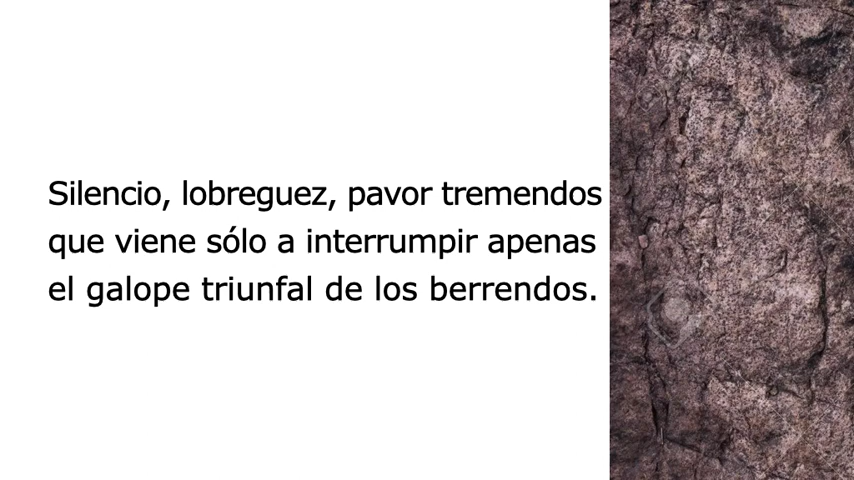 Silencio, lobreguez, pavor tremendos
que viene sólo a interrumpir apenas
el galope triunfal de los berrendos.